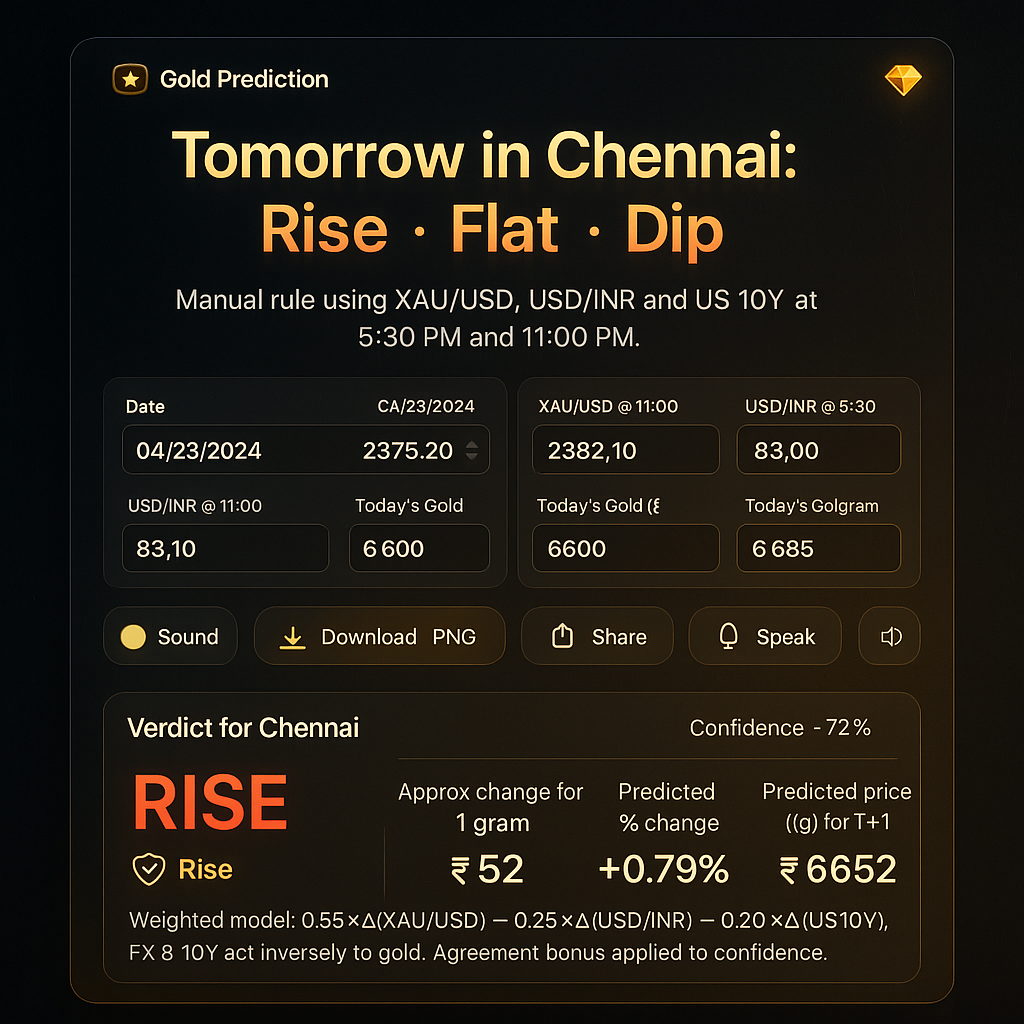 Gold Prediction
Tomorrow in Chennai:
Rise · Flat · Dip
Manual rule using XAU/USD, USD/INR and US 10Y at
5:30 PM and 11:00 PM.
Date CA/23/2024
04/23/2024 2375.20
USD/INR @ 11:00 Today's Gold
83,10 6 600
XAU/USD @ 11:00 USD/INR @ 5:30
2382,10 83,00
Today's Gold ( Today's Golgram
6600 6 685
Sound Download PNG Share Speak
Verdict for Chennai Confidence - 72 %
RISE
Rise
Approx change for
1 gram
₹ 52
Predicted
% change
+0.79%
Predicted price
((g) for T+1
₹ 6652
Weighted model: 0.55×Δ(XAU/USD) – 0.25×Δ(USD/INR) – 0.20×Δ(US10Y),
FX 8 10Y act inversely to gold. Agreement bonus applied to confidence.